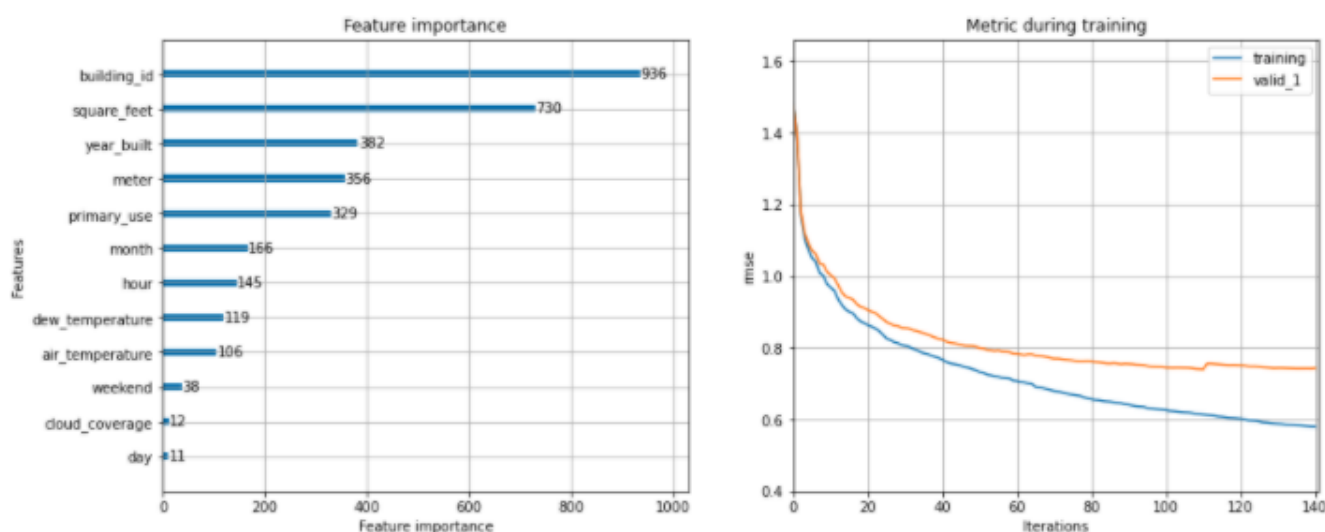 Feature importance
Features
building_id 936
square_feet 730
year_built 382
meter 356
primary_use 329
month 166
hour 145
dew_temperature 119
air_temperature 106
weekend 38
cloud_coverage 12
day 11
0 200 400 600 800 1000
Feature importance
Metric during training
training
valid_1
rmse
1.6
1.4
1.2
1.0
0.8
0.6
0.4
0 20 40 60 80 100 120 140
Iterations